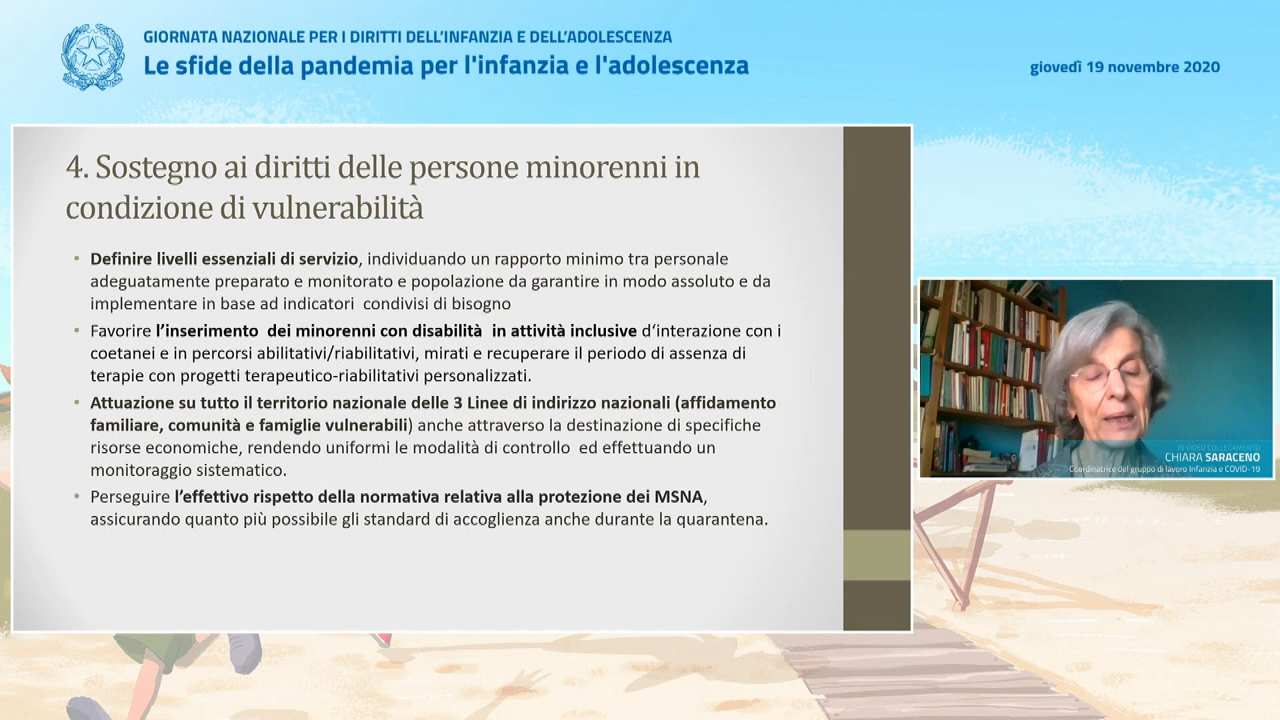 GIORNATA NAZIONALE PER I DIRITTI DELL'INFANZIA E DELL'ADOLESCENZA
Le sfide della pandemia per l'infanzia e l'adolescenza
giovedì 19 novembre 2020
4. Sostegno ai diritti delle persone minorenni in
condizione di vulnerabilità
• Definire livelli essenziali di servizio, individuando un rapporto minimo tra personale
adeguatamente preparato e monitorato e popolazione da garantire in modo assoluto e da
implementare in base ad indicatori condivisi di bisogno
• Favorire l'inserimento dei minorenni con disabilità in attività inclusive d'interazione con i
coetanei e in percorsi abilitativi/riabilitativi, mirati e recuperare il periodo di assenza di
terapie con progetti terapeutico-riabilitativi personalizzati.
• Attuazione su tutto il territorio nazionale delle 3 Linee di indirizzo nazionali (affidamento
familiare, comunità e famiglie vulnerabili) anche attraverso la destinazione di specifiche
risorse economiche, rendendo uniformi le modalità di controllo ed effettuando un
monitoraggio sistematico.
• Perseguire l'effettivo rispetto della normativa relativa alla protezione dei MSNA,
assicurando quanto più possibile gli standard di accoglienza anche durante la quarantena.
IN VIDEO COLLEGAMENTO
CHIARA SARACENO
Coordinatrice del gruppo di lavoro Infanzia e COVID-19